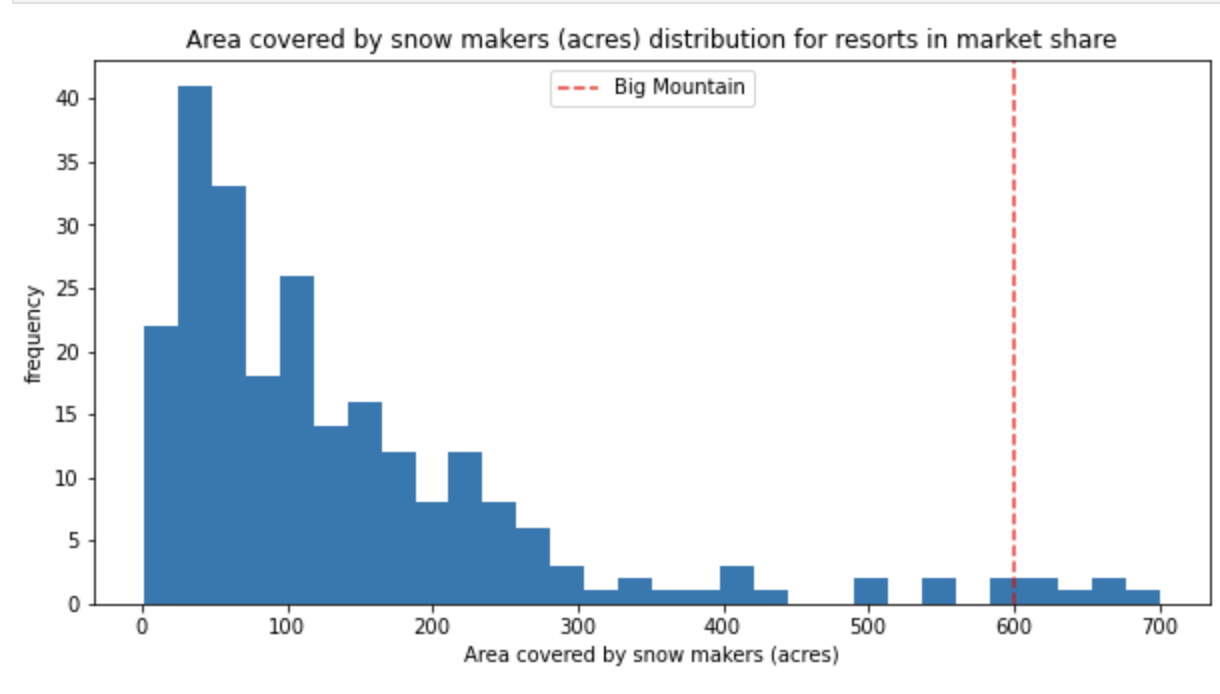 Area covered by snow makers (acres) distribution for resorts in market share
Big Mountain
40
35
30
25
20
15
10
5
0
frequency
0 100 200 300 400 500 600 700
Area covered by snow makers (acres)